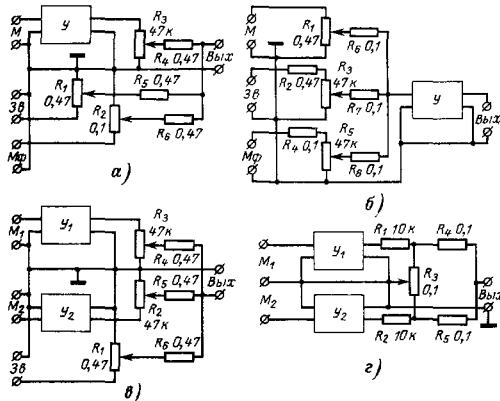 М
У
R3
47к
R4 0,47
Вых
R1
0,47
R5 0,47
Зв
R2
0,1
R6 0,47
Мф
а)
М
R1
0,47
R6 0,1
Зв
R2 0,47
R3
47к
R7 0,1
У
Вых
Мф
R4 0,1
R5
47к
R8 0,1
б)
М1
У1
R3
47к
R4 0,47
Вых
М2
У2
R5 0,47
R2
47к
Зв
R1
0,47
R6 0,47
в)
М1
У1
R1 10к
R4 0,1
R3
0,1
Вых
М2
У2
R2 10к
R5 0,1
г)